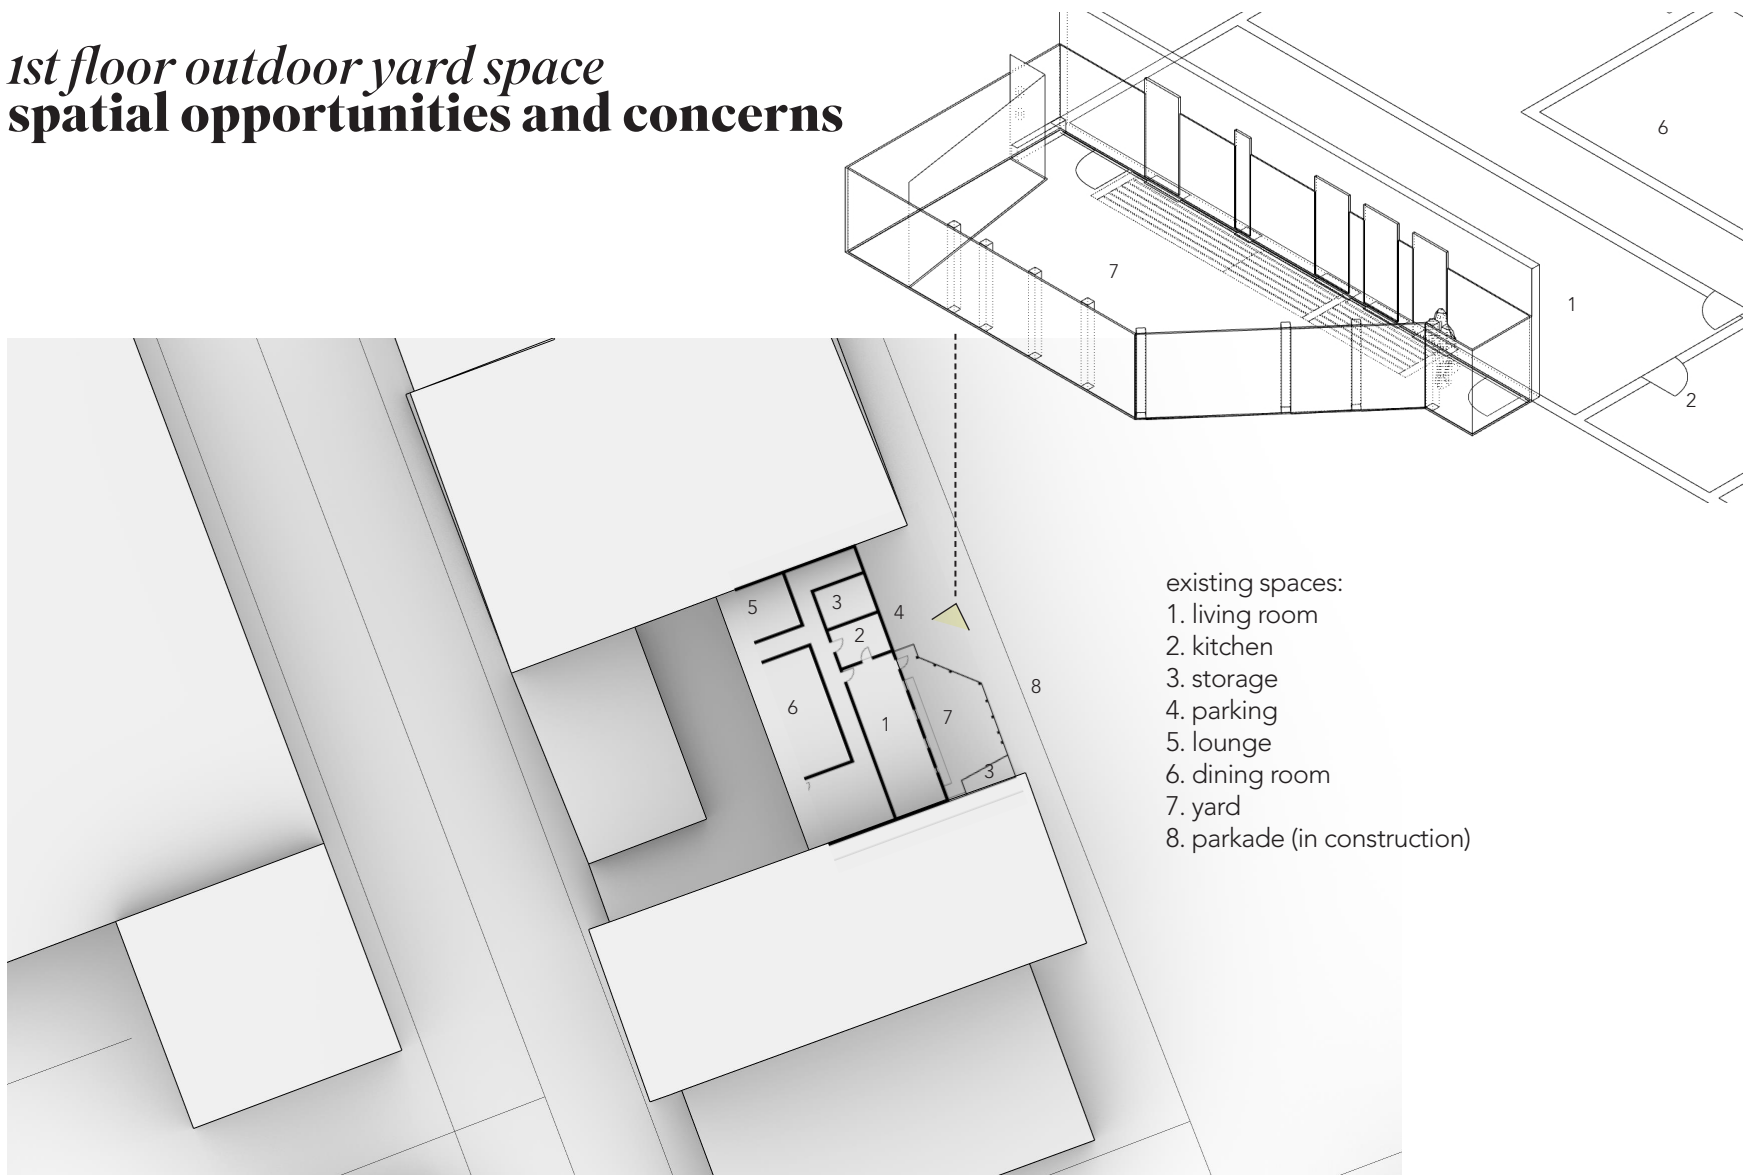 1st floor outdoor yard space
spatial opportunities and concerns
6
7
1
2
existing spaces:
1. living room
2. kitchen
3. storage
4. parking
5. lounge
6. dining room
7. yard
8. parkade (in construction)
5
3
4
2
8
6
1
7
3